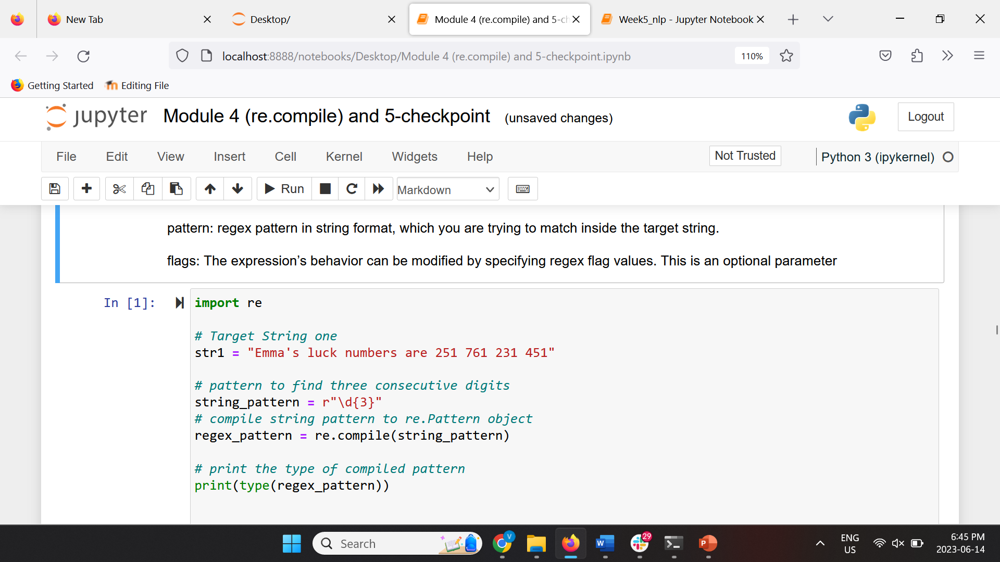 New Tab
Desktop/
Module 4 (re.compile) and 5-ch
Week5_nlp - Jupyter Notebook
localhost:8888/notebooks/Desktop/Module 4 (re.compile) and 5-checkpoint.ipynb
110%
Getting Started
Editing File
jupyter
Module 4 (re.compile) and 5-checkpoint
(unsaved changes)
Logout
File
Edit
View
Insert
Cell
Kernel
Widgets
Help
Not Trusted
Python 3 (ipykernel)
Run
Markdown
pattern: regex pattern in string format, which you are trying to match inside the target string.
flags: The expression’s behavior can be modified by specifying regex flag values. This is an optional parameter
In [1]:
import re
# Target String one
str1 = "Emma's luck numbers are 251 761 231 451"
# pattern to find three consecutive digits
string_pattern = r"\d{3}"
# compile string pattern to re.Pattern object
regex_pattern = re.compile(string_pattern)
# print the type of compiled pattern
print(type(regex_pattern))
Search
V
W
29
P
ENG
US
6:45 PM
2023-06-14